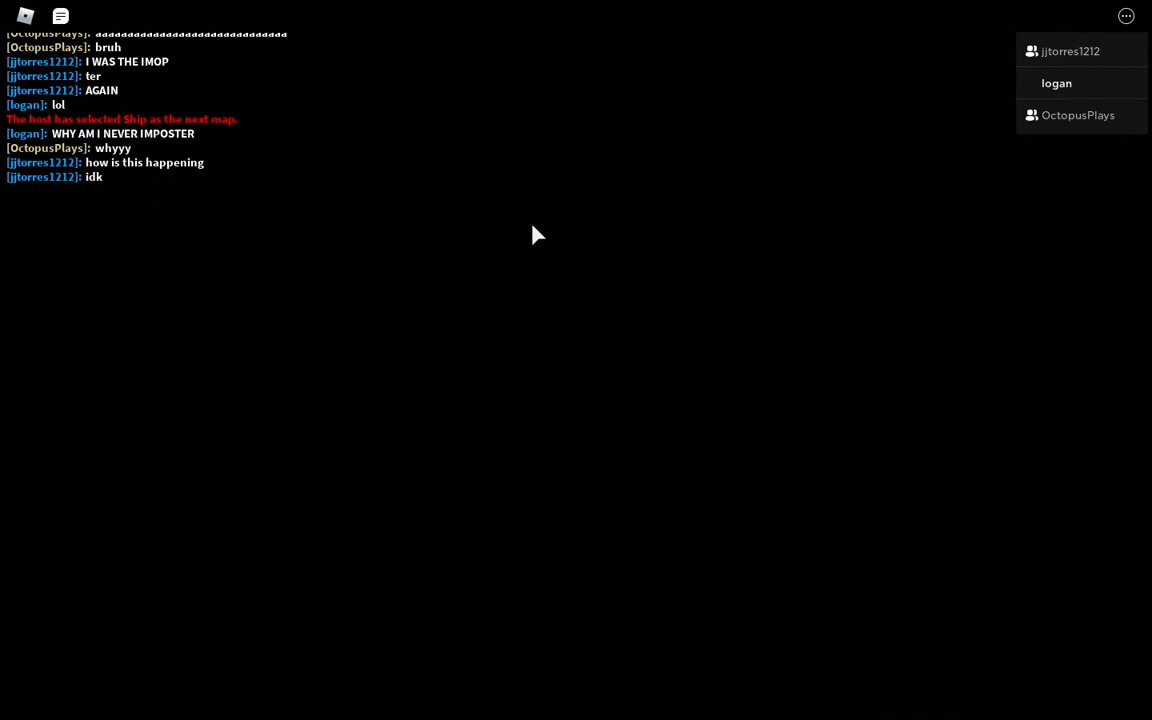 [OctopusPlays]: aaaaaaaaaaaaaaaaaaaaaaaaaaaaaa
[OctopusPlays]: bruh
[jjtorres1212]: I WAS THE IMOP
[jjtorres1212]: ter
[jjtorres1212]: AGAIN
[logan]: lol
The host has selected Ship as the next map.
[logan]: WHY AM I NEVER IMPOSTER
[OctopusPlays]: whyyy
[jjtorres1212]: how is this happening
[jjtorres1212]: idk
jjtorres1212
logan
OctopusPlays